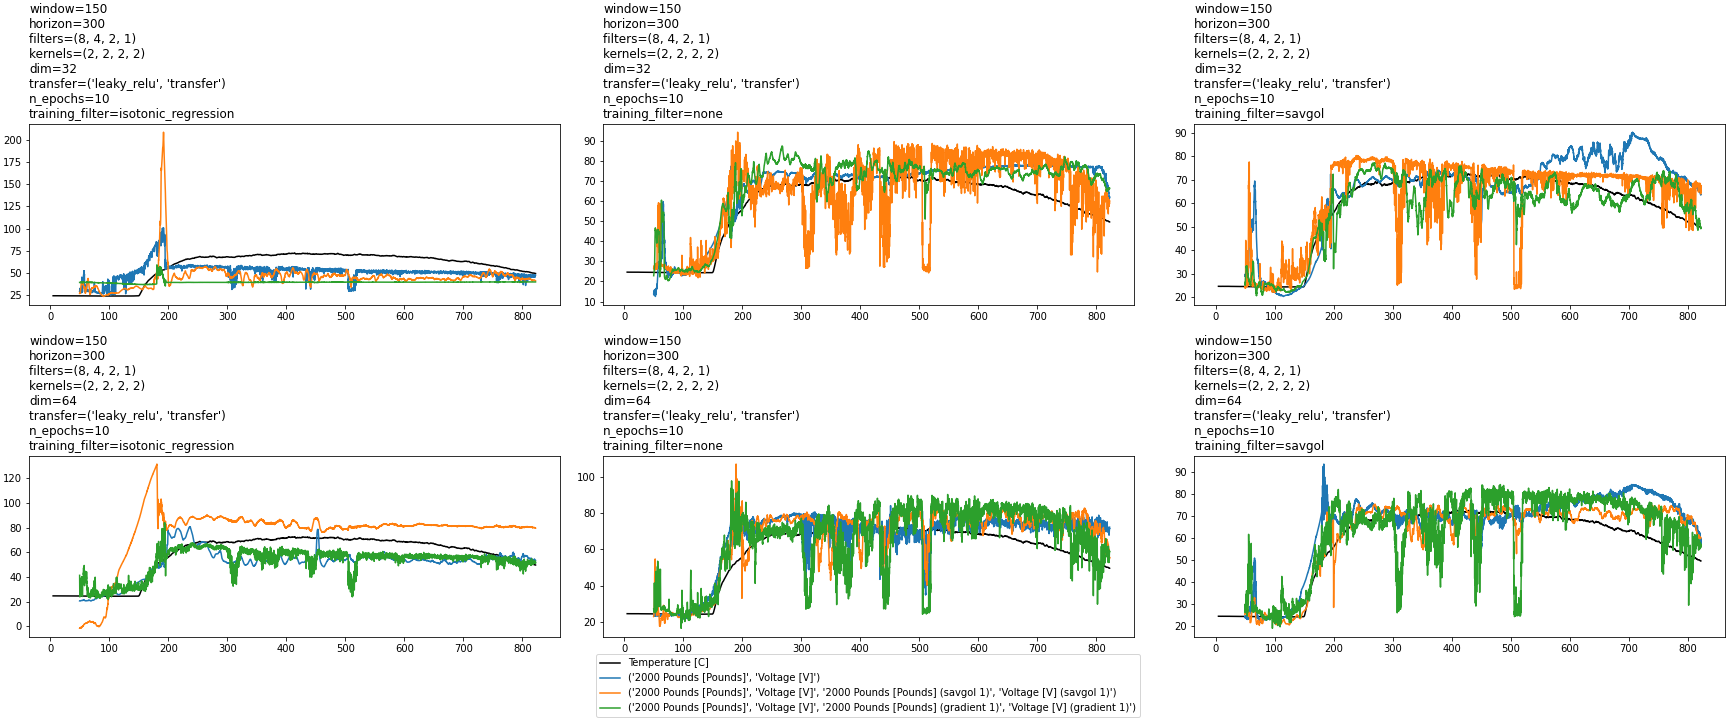 window=150
horizon=300
filters=(8, 4, 2, 1)
kernels=(2, 2, 2, 2)
dim=32
transfer=('leaky_relu', 'transfer')
n_epochs=10
training_filter=isotonic_regression
200
175
150
125
100
75
50
25
0 100 200 300 400 500 600 700 800
window=150
horizon=300
filters=(8, 4, 2, 1)
kernels=(2, 2, 2, 2)
dim=32
transfer=('leaky_relu', 'transfer')
n_epochs=10
training_filter=none
90
80
70
60
50
40
30
20
10
0 100 200 300 400 500 600 700 800
window=150
horizon=300
filters=(8, 4, 2, 1)
kernels=(2, 2, 2, 2)
dim=32
transfer=('leaky_relu', 'transfer')
n_epochs=10
training_filter=savgol
90
80
70
60
50
40
30
20
0 100 200 300 400 500 600 700 800
window=150
horizon=300
filters=(8, 4, 2, 1)
kernels=(2, 2, 2, 2)
dim=64
transfer=('leaky_relu', 'transfer')
n_epochs=10
training_filter=isotonic_regression
120
100
80
60
40
20
0
0 100 200 300 400 500 600 700 800
window=150
horizon=300
filters=(8, 4, 2, 1)
kernels=(2, 2, 2, 2)
dim=64
transfer=('leaky_relu', 'transfer')
n_epochs=10
training_filter=none
100
80
60
40
20
0 100 200 300 400 500 600 700 800
window=150
horizon=300
filters=(8, 4, 2, 1)
kernels=(2, 2, 2, 2)
dim=64
transfer=('leaky_relu', 'transfer')
n_epochs=10
training_filter=savgol
90
80
70
60
50
40
30
20
0 100 200 300 400 500 600 700 800
Temperature [C]
('2000 Pounds [Pounds]', 'Voltage [V]')
('2000 Pounds [Pounds]', 'Voltage [V]', '2000 Pounds [Pounds] (savgol 1)', 'Voltage [V] (savgol 1)')
('2000 Pounds [Pounds]', 'Voltage [V]', '2000 Pounds [Pounds] (gradient 1)', 'Voltage [V] (gradient 1)')